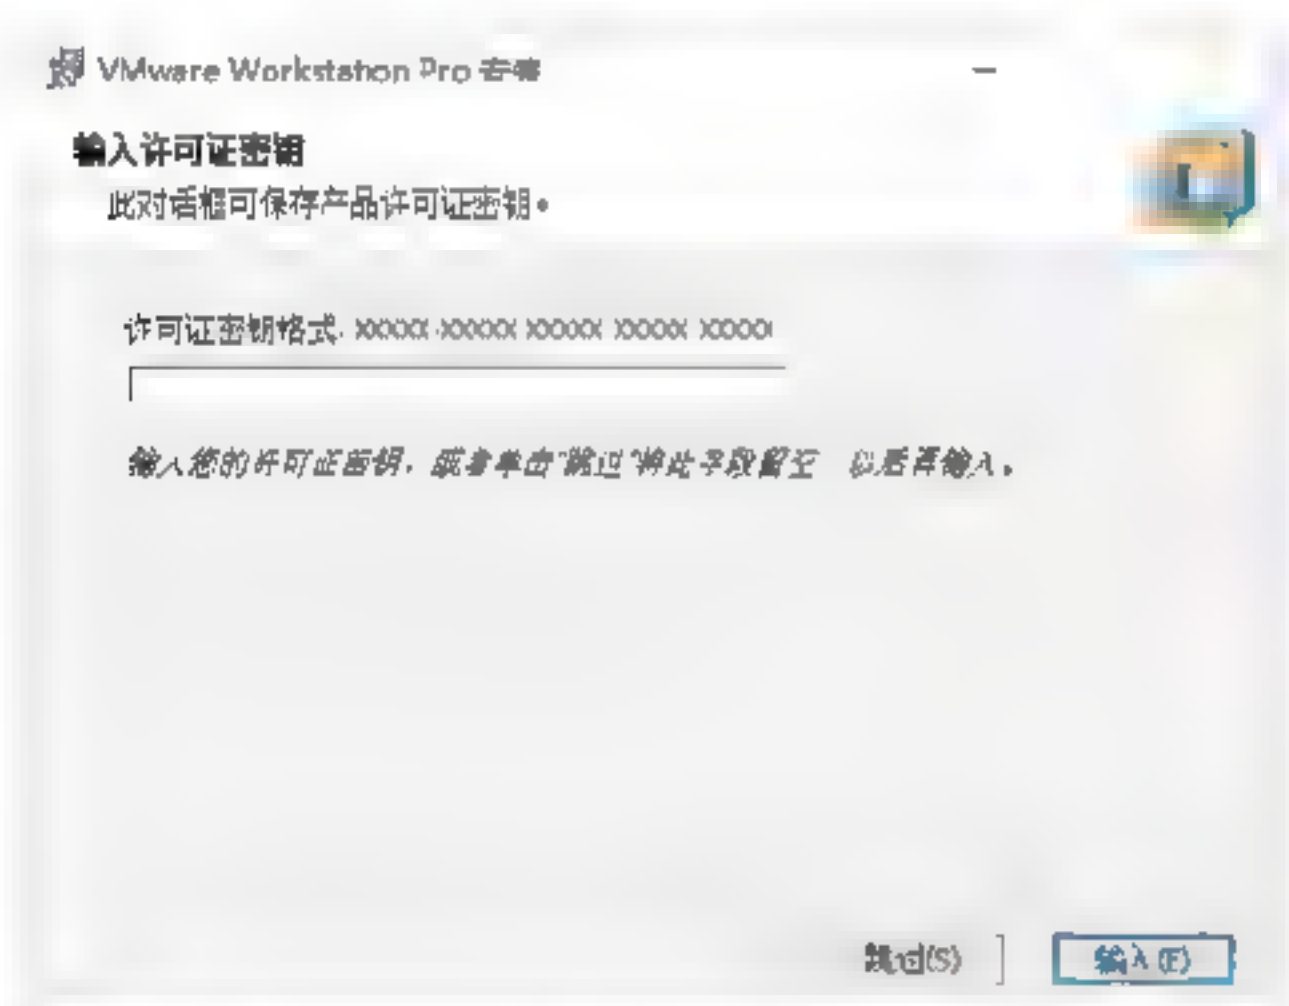 VMware Workstation Pro 安装
输入许可证密钥
此对话框可保存产品许可证密钥。
许可证密钥格式: XXXXX-XXXXX-XXXXX-XXXXX-XXXXX
输入您的许可证密钥，或者单击“跳过”将此字段留空，以后再输入。
跳过(S)
输入(E)